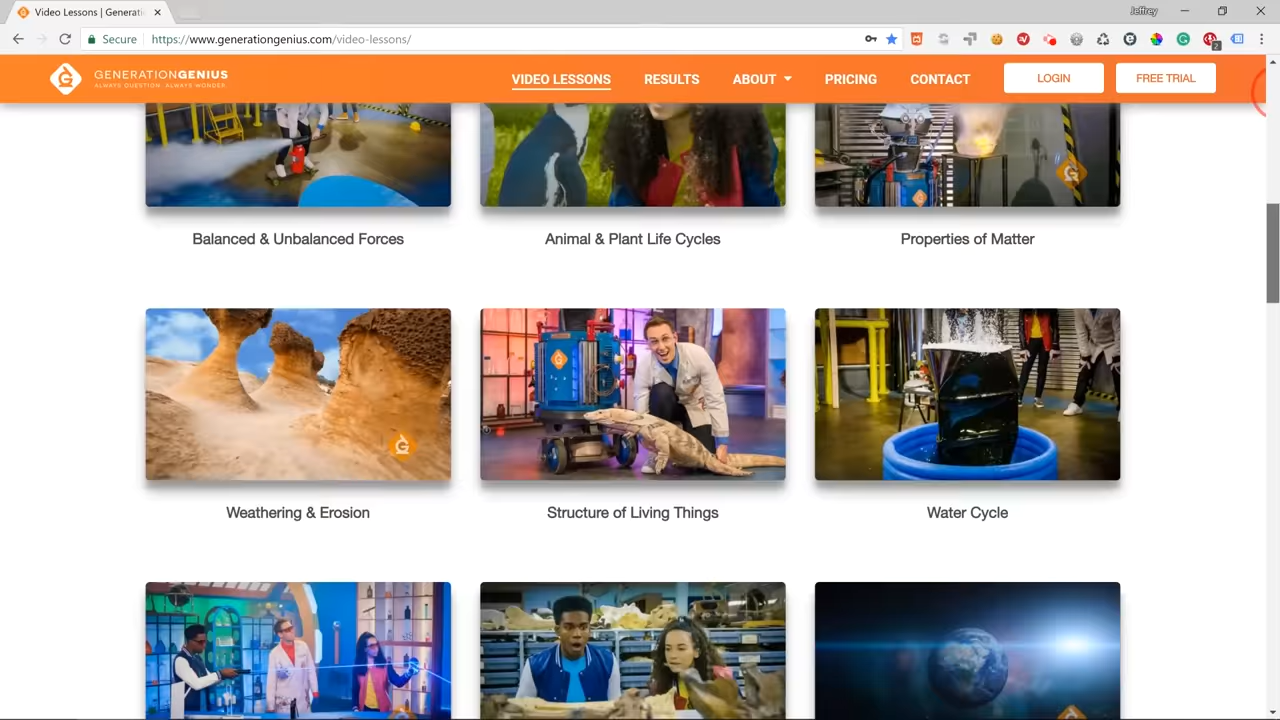 Video Lessons | Generati
Jeffrey
Secure
https://www.generationgenius.com/video-lessons/
2
GENERATIONGENIUS
ALWAYS QUESTION. ALWAYS WONDER.
VIDEO LESSONS
RESULTS
ABOUT
PRICING
CONTACT
LOGIN
FREE TRIAL
Balanced & Unbalanced Forces
Animal & Plant Life Cycles
Properties of Matter
Weathering & Erosion
Structure of Living Things
Water Cycle